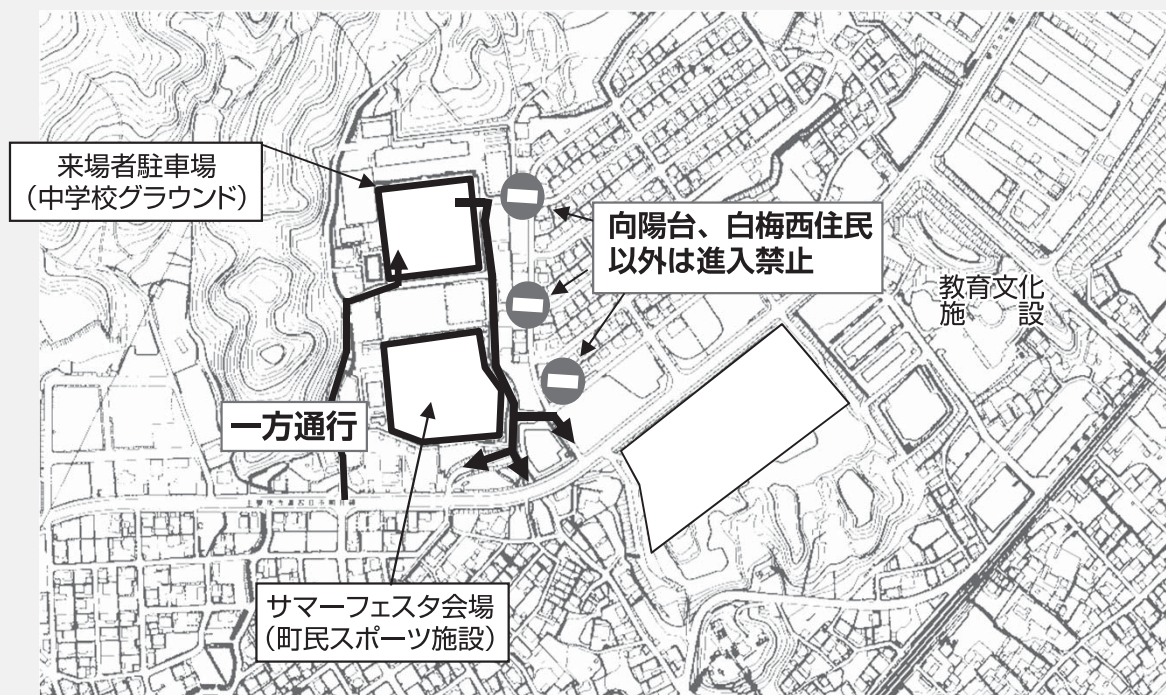 来場者駐車場
（中学校グラウンド）
向陽台、白梅西住民
以外は進入禁止
教育文化
施　設
一方通行
サマーフェスタ会場
（町民スポーツ施設）